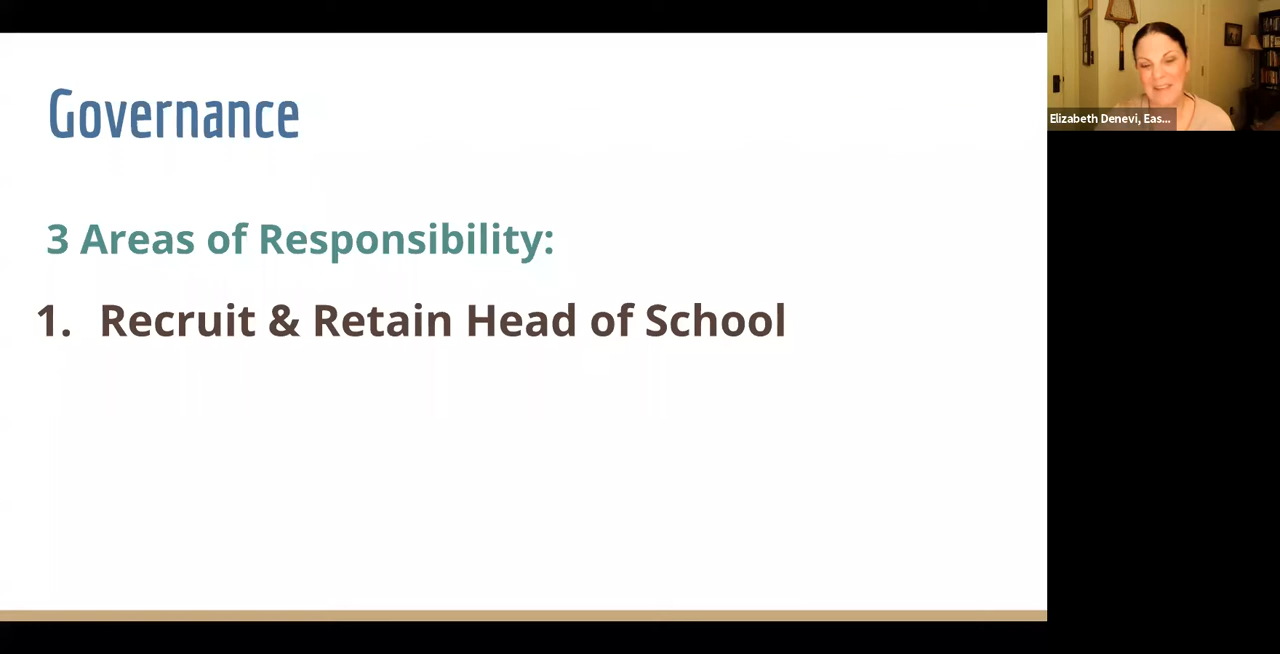 Governance
3 Areas of Responsibility:
1. Recruit & Retain Head of School
Elizabeth Denevi, Eas...